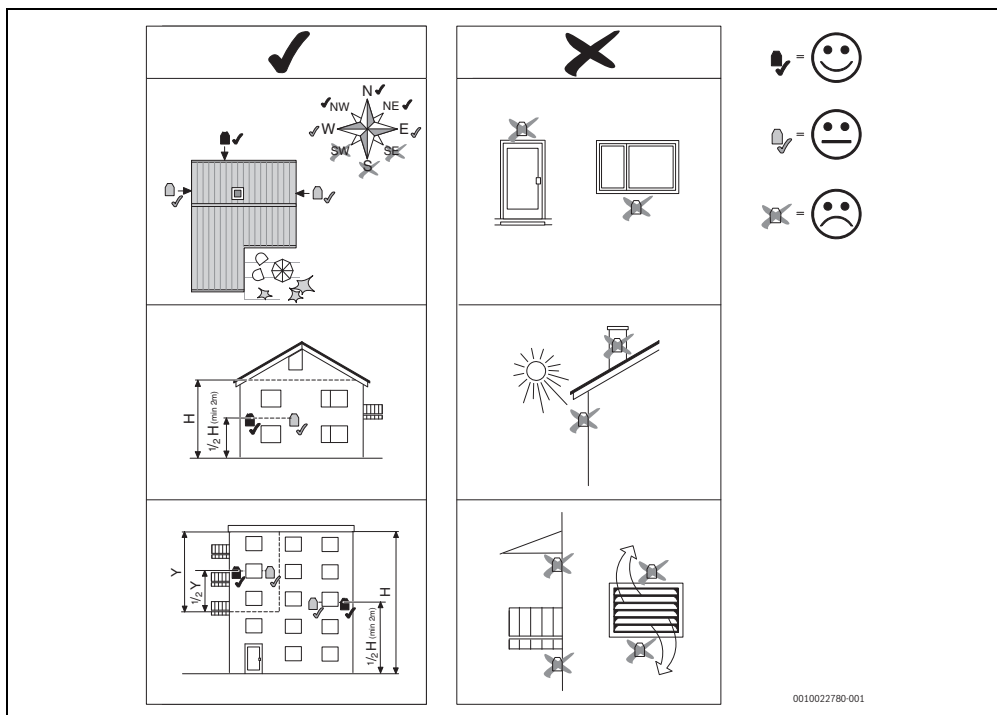 N
NW NE
W E
SW SE
S
=
=
=
H
1/2 H (min 2m)
Y
1/2 Y
H
1/2 H (min 2m)
0010022780-001